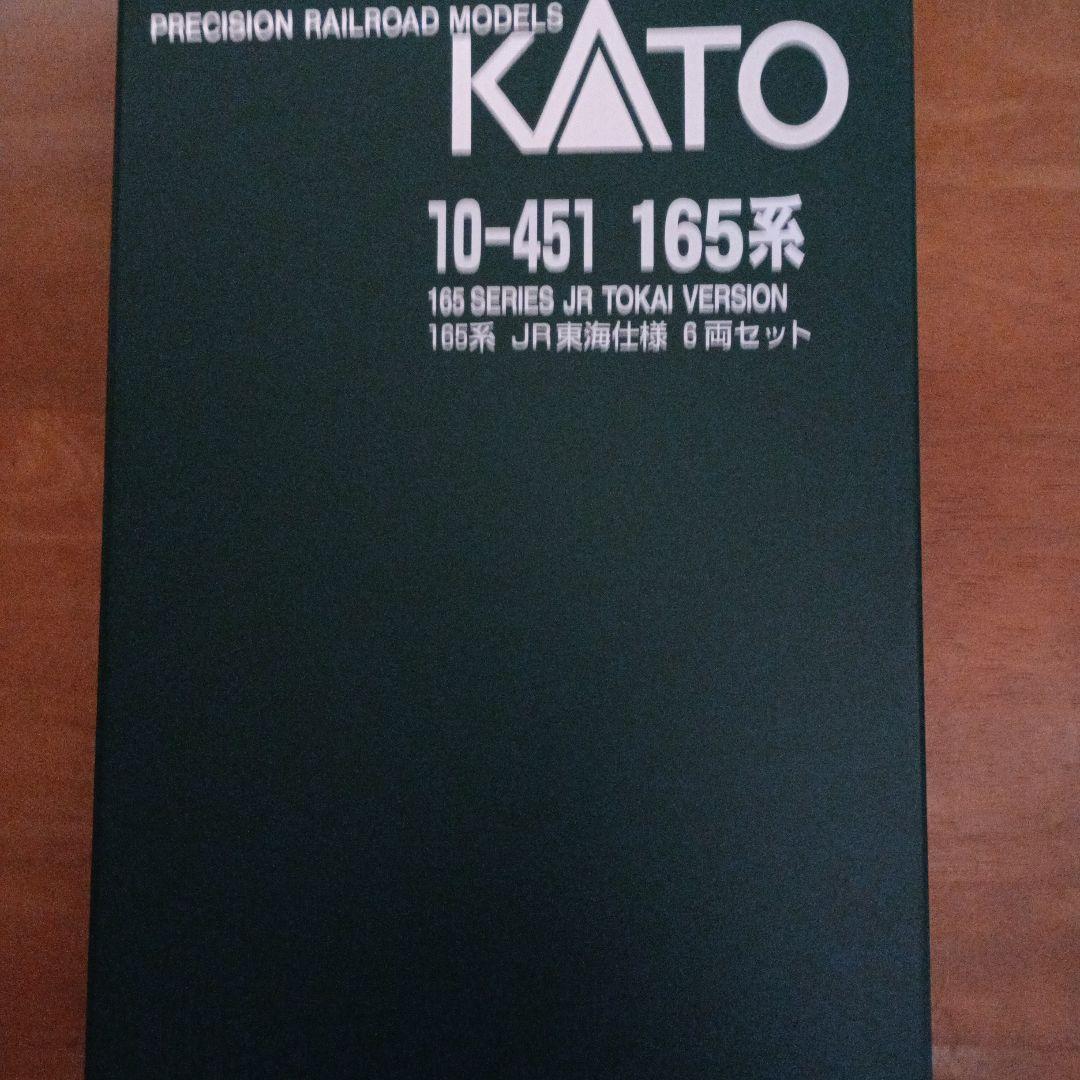 PRECISION RAILROAD MODELS
KATO
10-451 165系
165 SERIES JR TOKAI VERSION
165系 JR東海仕様 6両セット